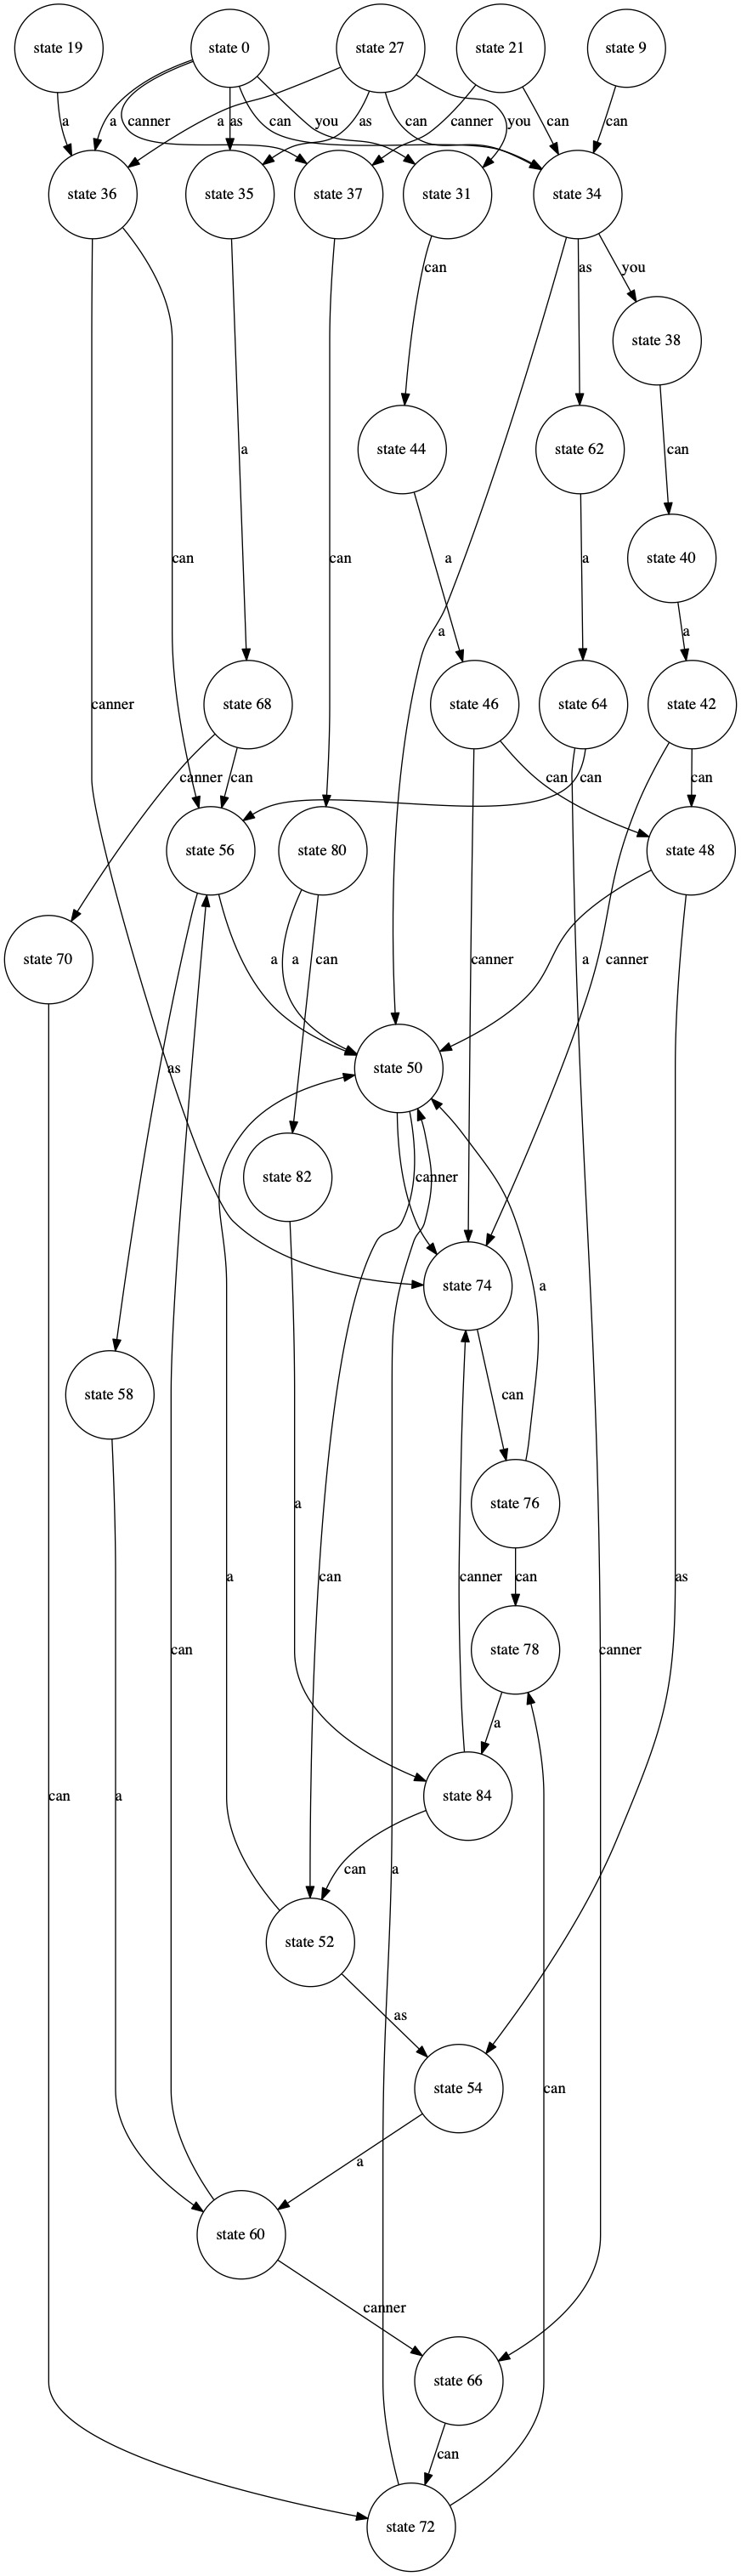 state 19 state 0 state 27 state 21 state 9
a a canner as a can you as can you canner can can
state 36 state 35 state 37 state 31 state 34
can as you
state 38
state 44 state 62 can
a can can a a state 40
a a
canner state 68 state 46 state 64 state 42
canner can can can can
state 56 state 80 state 48
state 70 a a can canner a canner
as state 50
state 82 canner
state 74 a
state 58 can
a state 76
a can canner can as
can state 78 canner
a
can a state 84
can a
state 52
as
state 54 can
a
state 60
canner
state 66
can
state 72